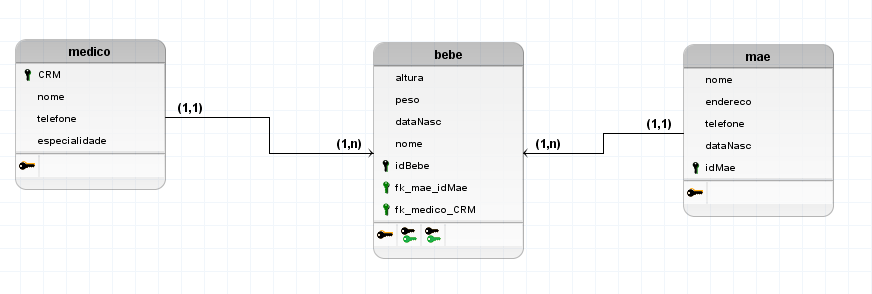 medico
CRM
nome
telefone
especialidade
(1,1)
(1,n)
bebe
altura
peso
dataNasc
nome
idBebe
fk_mae_idMae
fk_medico_CRM
(1,n)
(1,1)
mae
nome
endereco
telefone
dataNasc
idMae